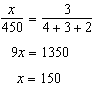 x/450 = 3/(4+3+2)
9x = 1350
x = 150